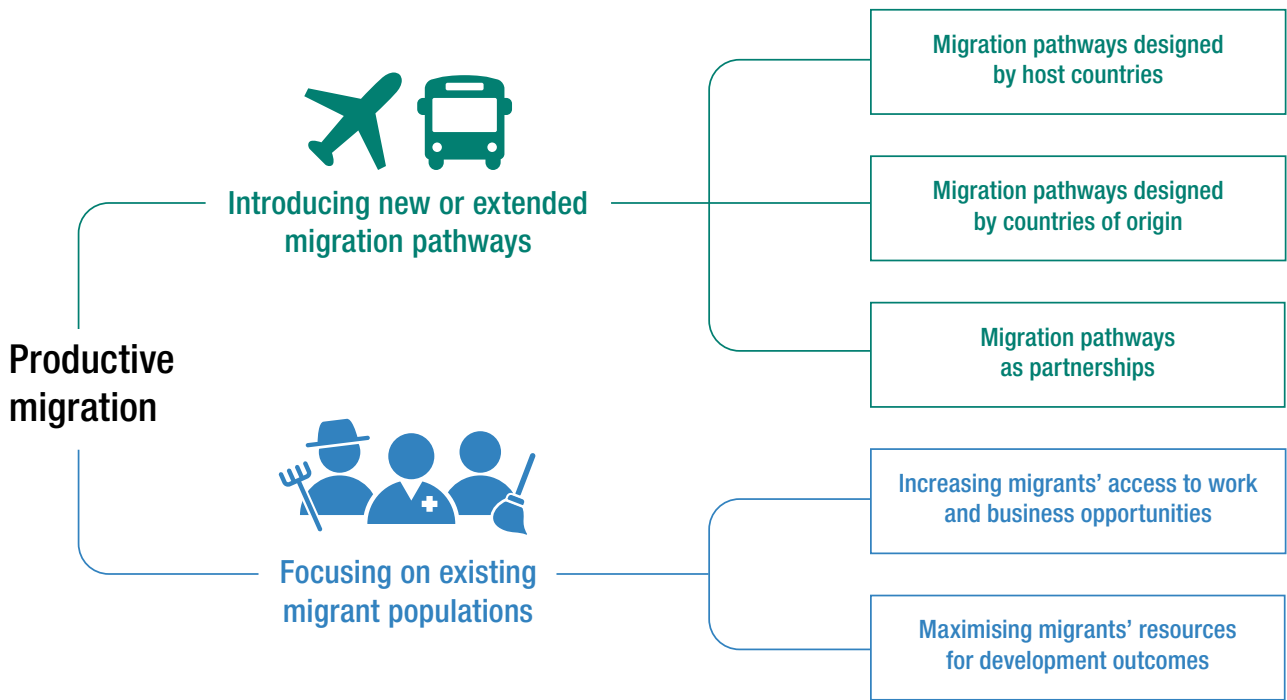 Productive
migration
Introducing new or extended
migration pathways
Migration pathways designed
by host countries
Migration pathways designed
by countries of origin
Migration pathways
as partnerships
Focusing on existing
migrant populations
Increasing migrants’ access to work
and business opportunities
Maximising migrants’ resources
for development outcomes